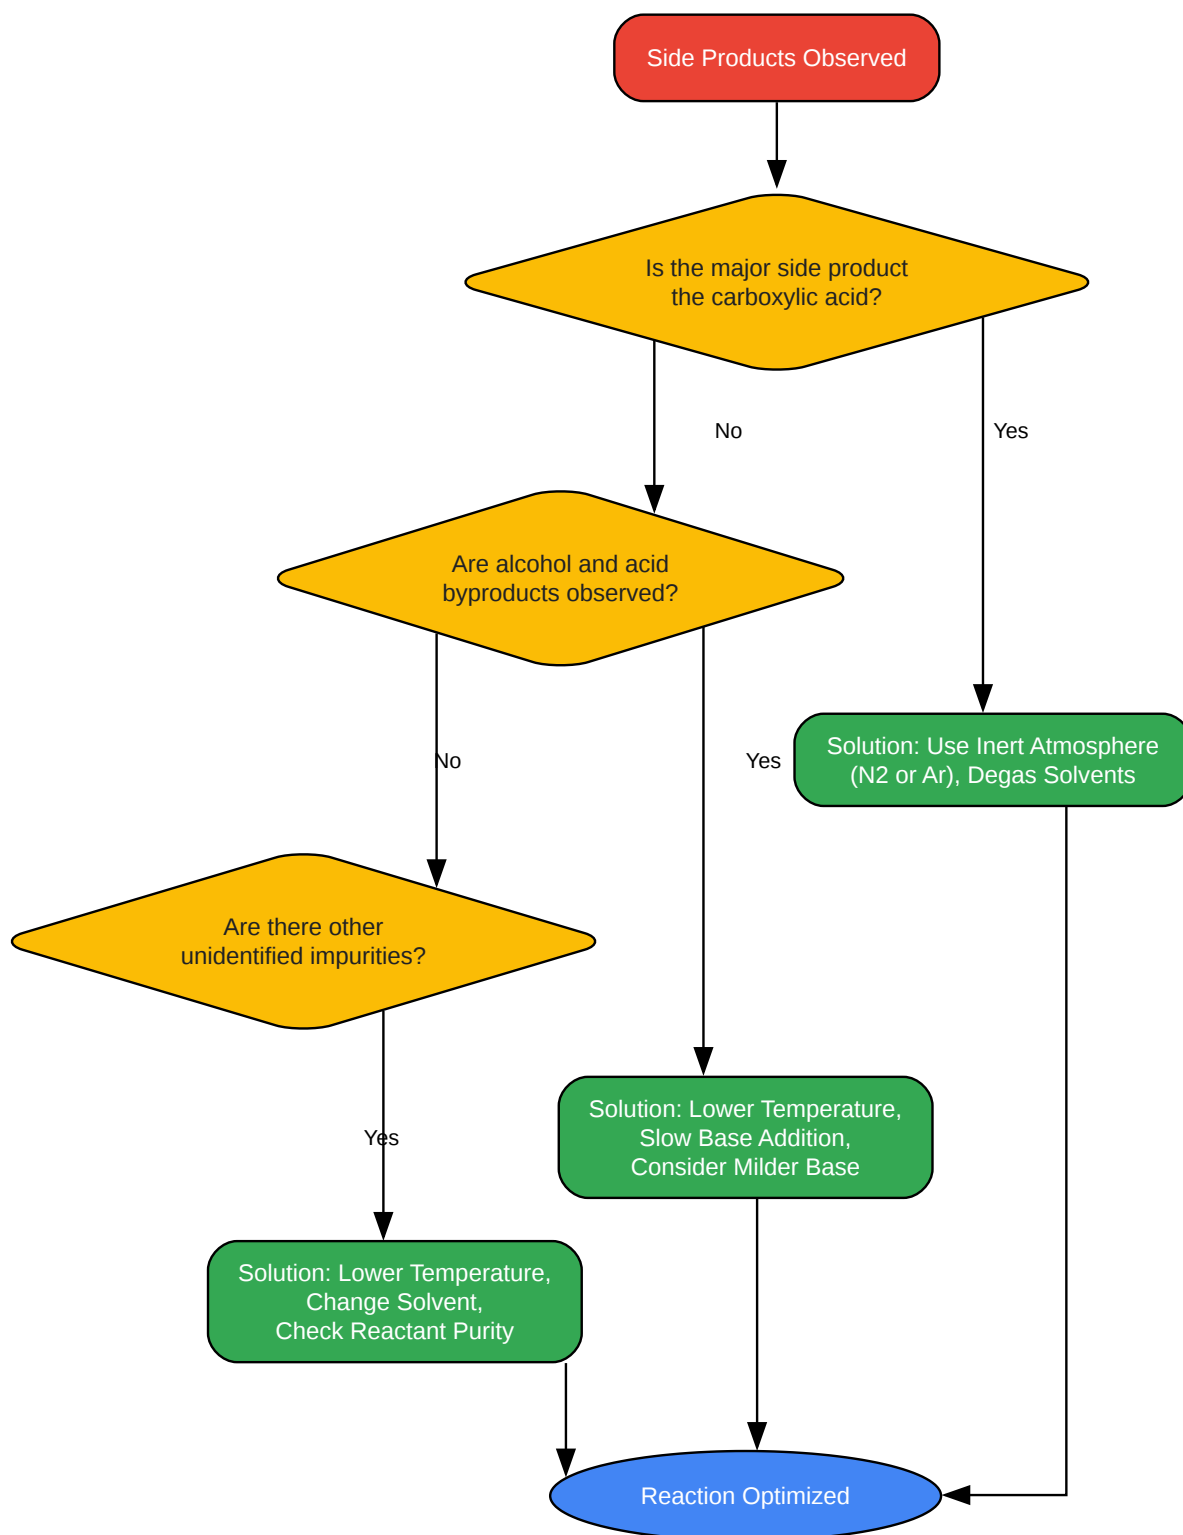 Side Products Observed
Is the major side product
the carboxylic acid?
No
Yes
Are alcohol and acid
byproducts observed?
Solution: Use Inert Atmosphere
(N2 or Ar), Degas Solvents
No
Yes
Are there other
unidentified impurities?
Solution: Lower Temperature,
Slow Base Addition,
Consider Milder Base
Yes
Solution: Lower Temperature,
Change Solvent,
Check Reactant Purity
Reaction Optimized